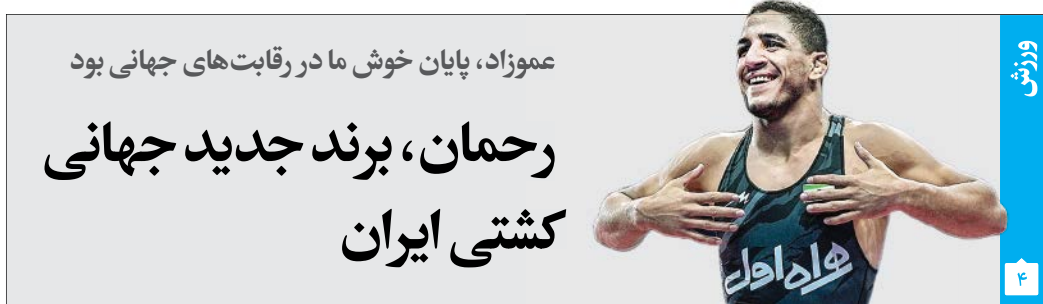 ورزش
عموزاد، پایان خوش ما در رقابت‌های جهانی بود
رحمان، برند جدید جهانی
کشتی ایران
همراه اول
۴